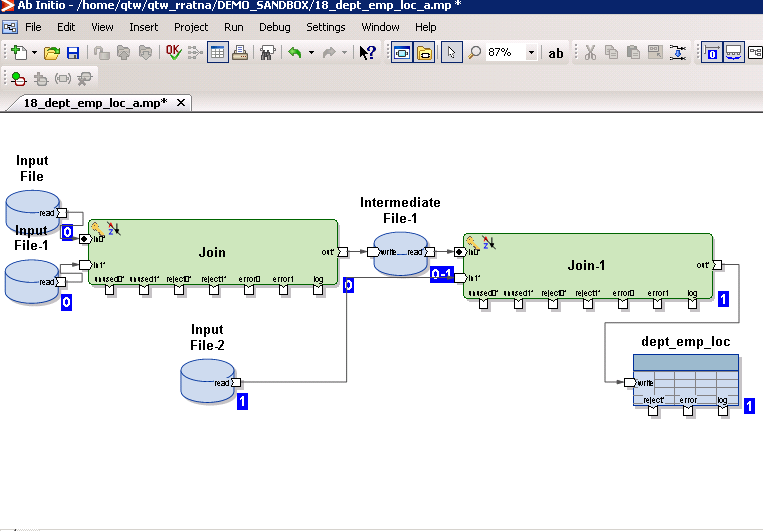 Ab Initio - /home/qtw/qtw_rratna/DEMO_SANDBOX/18_dept_emp_loc_a.mp *
File Edit View Insert Project Run Debug Settings Window Help
OK 87% ab 0
18_dept_emp_loc_a.mp* ×
Input
File
read
0
in0*
Input
File-1
read
0
in1*
Join
out*
unused0* unused1* reject0* reject1* error0 error1 log
0
Intermediate
File-1
write read
0-1
in0*
in1*
Join-1
out*
unused0* unused1* reject0* reject1* error0 error1 log
1
Input
File-2
read
1
dept_emp_loc
write
reject* error log
1